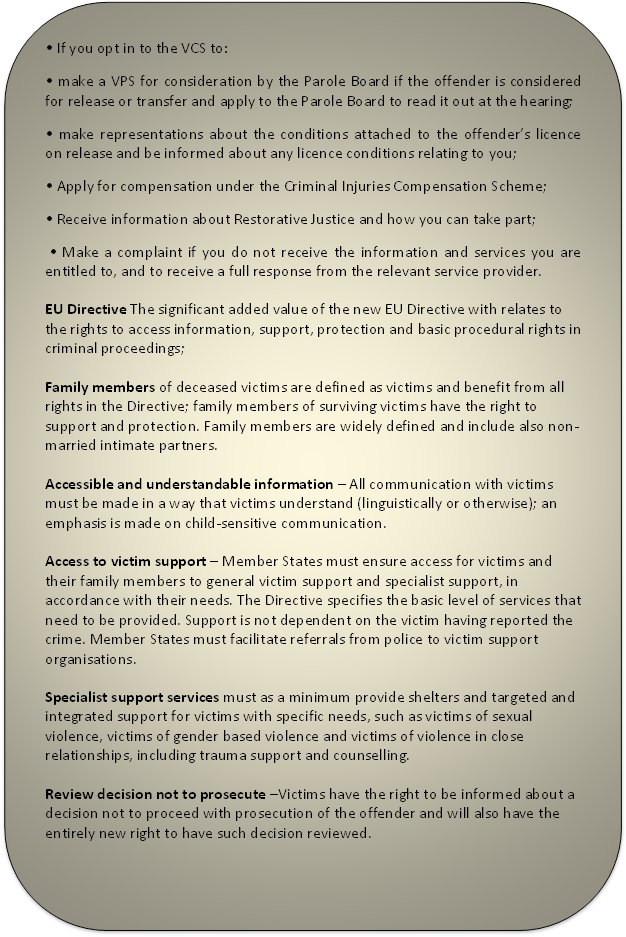 • If you opt in to the VCS to:
• make a VPS for consideration by the Parole Board if the offender is considered
for release or transfer and apply to the Parole Board to read it out at the hearing;
• make representations about the conditions attached to the offender's licence
on release and be informed about any licence conditions relating to you;
• Apply for compensation under the Criminal Injuries Compensation Scheme;
• Receive information about Restorative Justice and how you can take part;
• Make a complaint if you do not receive the information and services you are
entitled to, and to receive a full response from the relevant service provider.
EU Directive The significant added value of the new EU Directive with relates to
the rights to access information, support, protection and basic procedural rights in
criminal proceedings;
Family members of deceased victims are defined as victims and benefit from all
rights in the Directive; family members of surviving victims have the right to
support and protection. Family members are widely defined and include also non-
married intimate partners.
Accessible and understandable information – All communication with victims
must be made in a way that victims understand (linguistically or otherwise); an
emphasis is made on child-sensitive communication.
Access to victim support – Member States must ensure access for victims and
their family members to general victim support and specialist support, in
accordance with their needs. The Directive specifies the basic level of services that
need to be provided. Support is not dependent on the victim having reported the
crime. Member States must facilitate referrals from police to victim support
organisations.
Specialist support services must as a minimum provide shelters and targeted and
integrated support for victims with specific needs, such as victims of sexual
violence, victims of gender based violence and victims of violence in close
relationships, including trauma support and counselling.
Review decision not to prosecute –Victims have the right to be informed about a
decision not to proceed with prosecution of the offender and will also have the
entirely new right to have such decision reviewed.